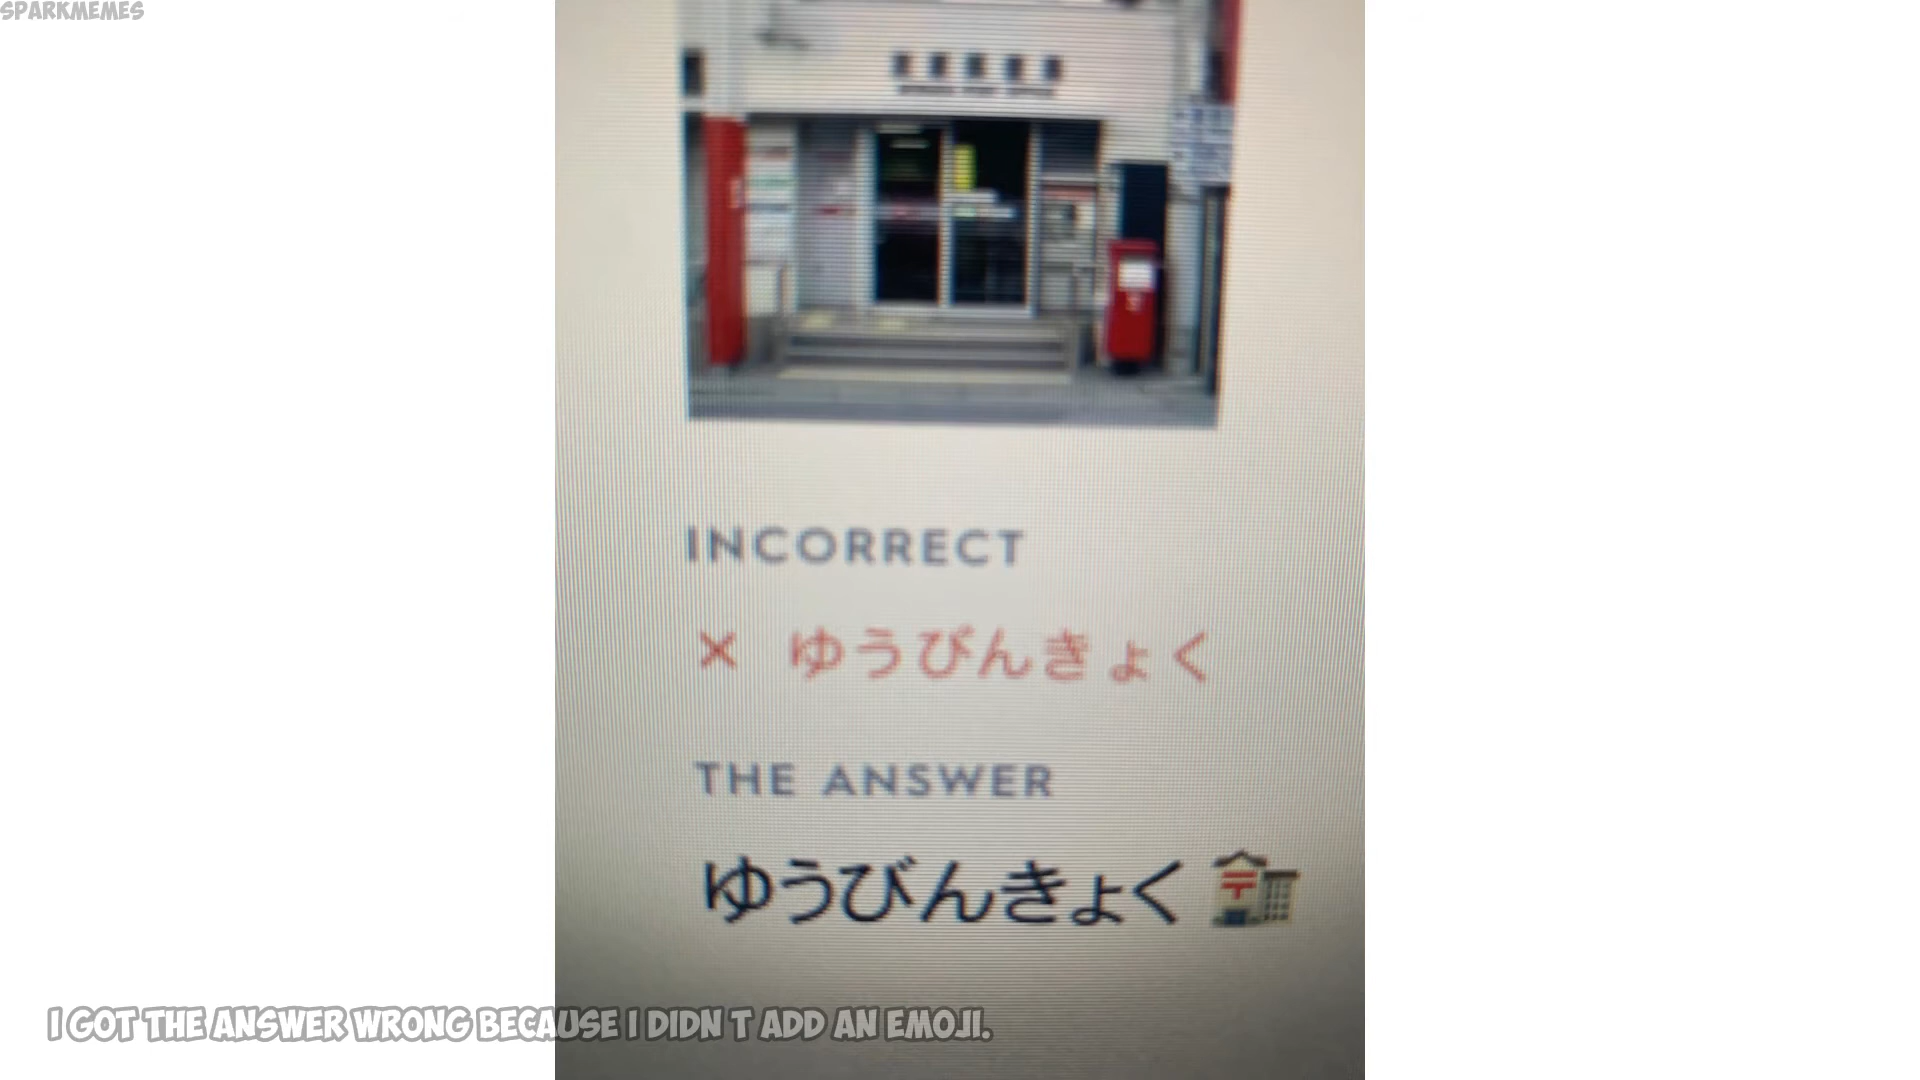 SPARKMEMES
INCORRECT
× ゆうびんきょく
THE ANSWER
ゆうびんきょく 🏣
I GOT THE ANSWER WRONG BECAUSE I DIDN T ADD AN EMOJI.